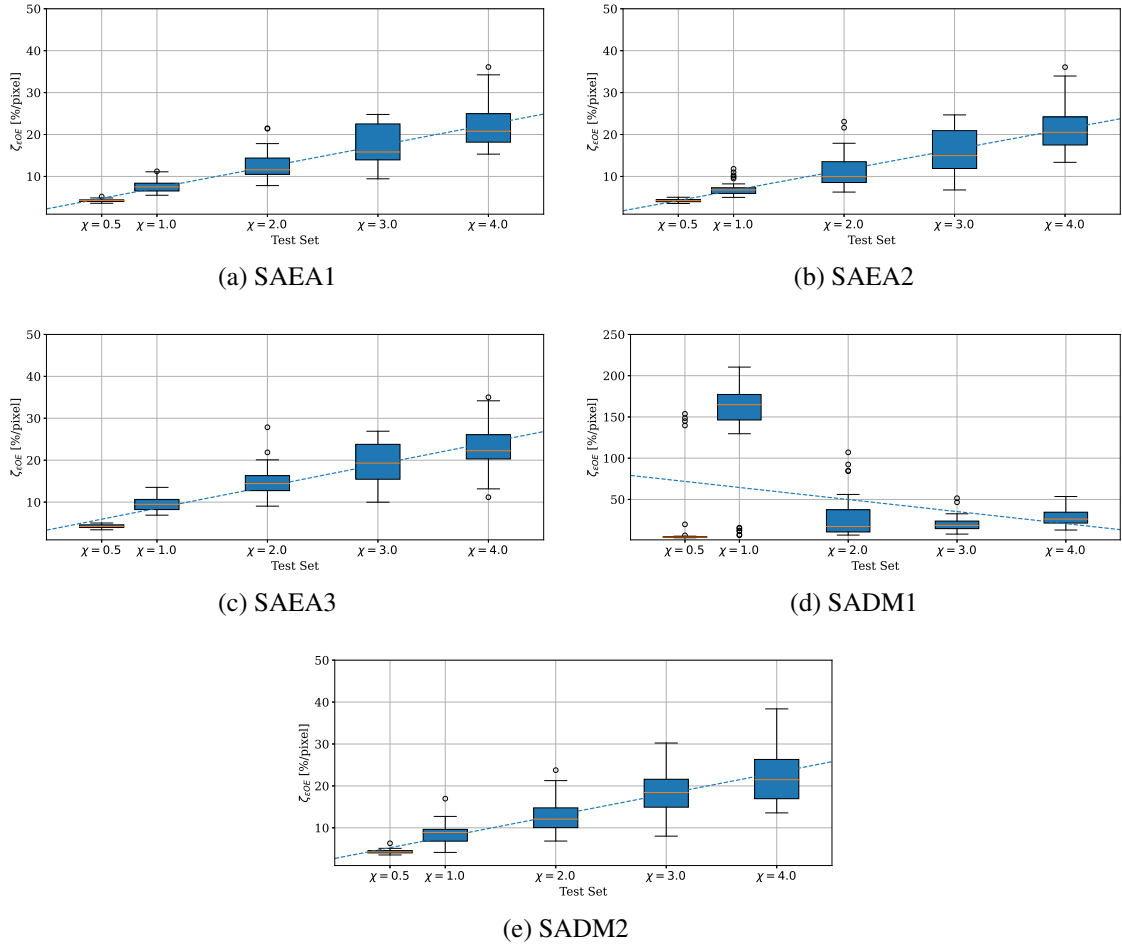 50
40
30
20
10
ζεOE [%/pixel]
χ = 0.5 χ = 1.0 χ = 2.0 χ = 3.0 χ = 4.0
Test Set
(a) SAEA1
50
40
30
20
10
ζεOE [%/pixel]
χ = 0.5 χ = 1.0 χ = 2.0 χ = 3.0 χ = 4.0
Test Set
(b) SAEA2
50
40
30
20
10
ζεOE [%/pixel]
χ = 0.5 χ = 1.0 χ = 2.0 χ = 3.0 χ = 4.0
Test Set
(c) SAEA3
250
200
150
100
50
ζεOE [%/pixel]
χ = 0.5 χ = 1.0 χ = 2.0 χ = 3.0 χ = 4.0
Test Set
(d) SADM1
50
40
30
20
10
ζεOE [%/pixel]
χ = 0.5 χ = 1.0 χ = 2.0 χ = 3.0 χ = 4.0
Test Set
(e) SADM2